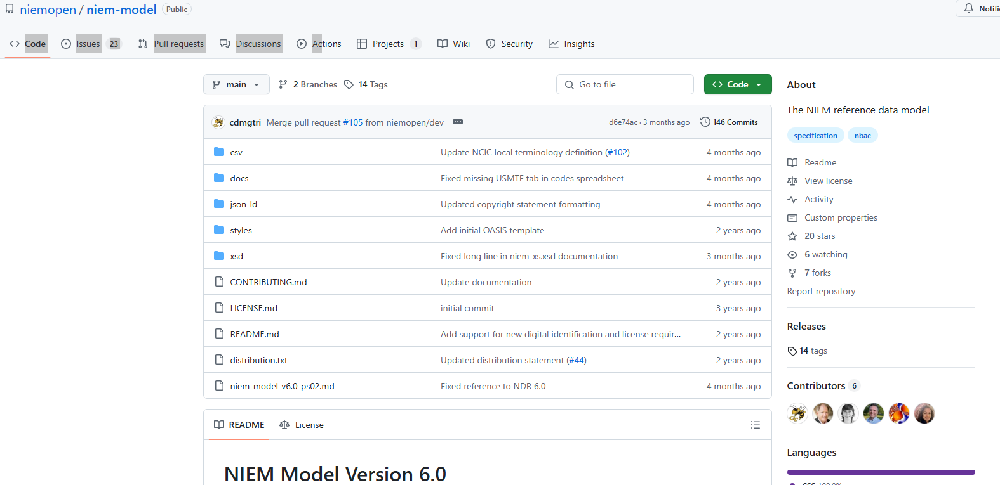 niemopen / niem-model Public Notifi
Code Issues 23 Pull requests Discussions Actions Projects 1 Wiki Security Insights
main 2 Branches 14 Tags Go to file Code
cdmgtri Merge pull request #105 from niemopen/dev d6e74ac · 3 months ago 146 Commits
csv Update NCIC local terminology definition (#102) 4 months ago
docs Fixed missing USMTF tab in codes spreadsheet 4 months ago
json-ld Updated copyright statement formatting 4 months ago
styles Add initial OASIS template 2 years ago
xsd Fixed long line in niem-xs.xsd documentation 3 months ago
CONTRIBUTING.md Update documentation 2 years ago
LICENSE.md initial commit 3 years ago
README.md Add support for new digital identification and license requir... 2 years ago
distribution.txt Updated distribution statement (#44) 2 years ago
niem-model-v6.0-ps02.md Fixed reference to NDR 6.0 4 months ago
README License
NIEM Model Version 6.0
About
The NIEM reference data model
specification nbac
Readme
View license
Activity
Custom properties
20 stars
6 watching
7 forks
Report repository
Releases
14 tags
Contributors 6
Languages
CSS 100.0%